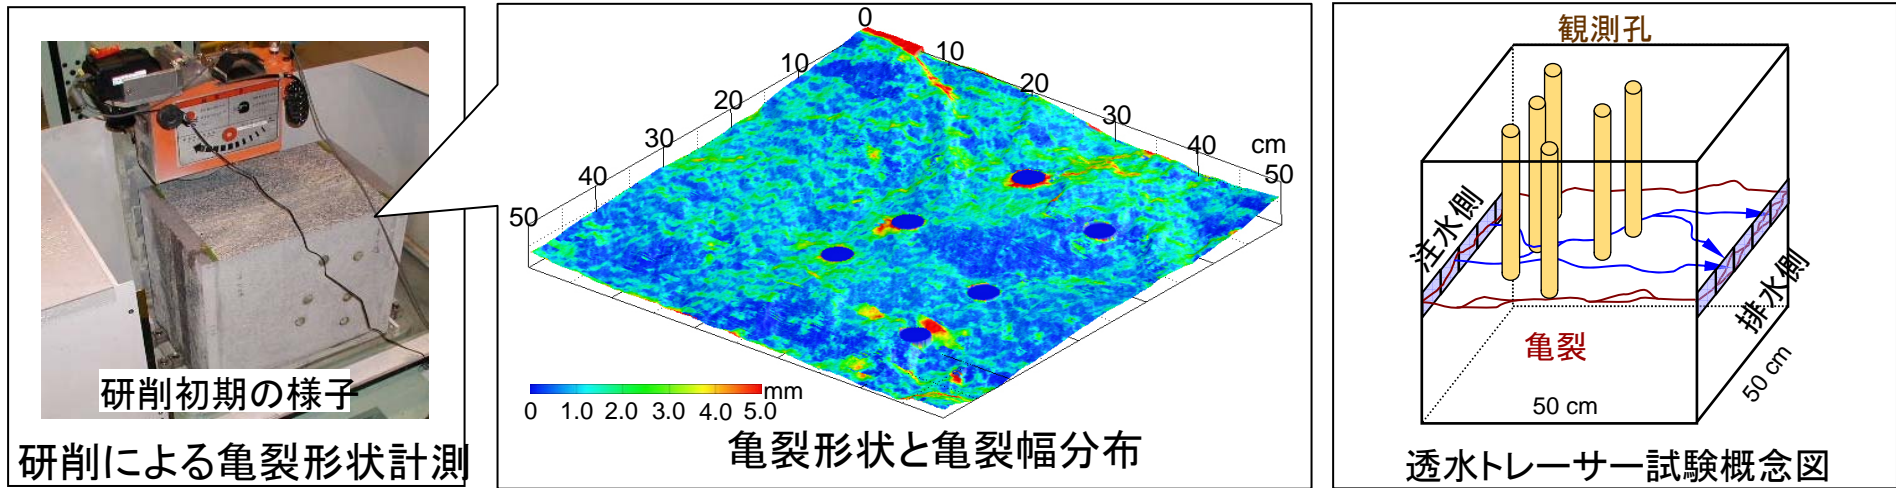 研削初期の様子
研削による亀裂形状計測
0
10
20
30
40
50
10
20
30
40
50
cm
mm
0 1.0 2.0 3.0 4.0 5.0
亀裂形状と亀裂幅分布
観測孔
注水側
排水側
亀裂
50 cm
50 cm
透水トレーサー試験概念図